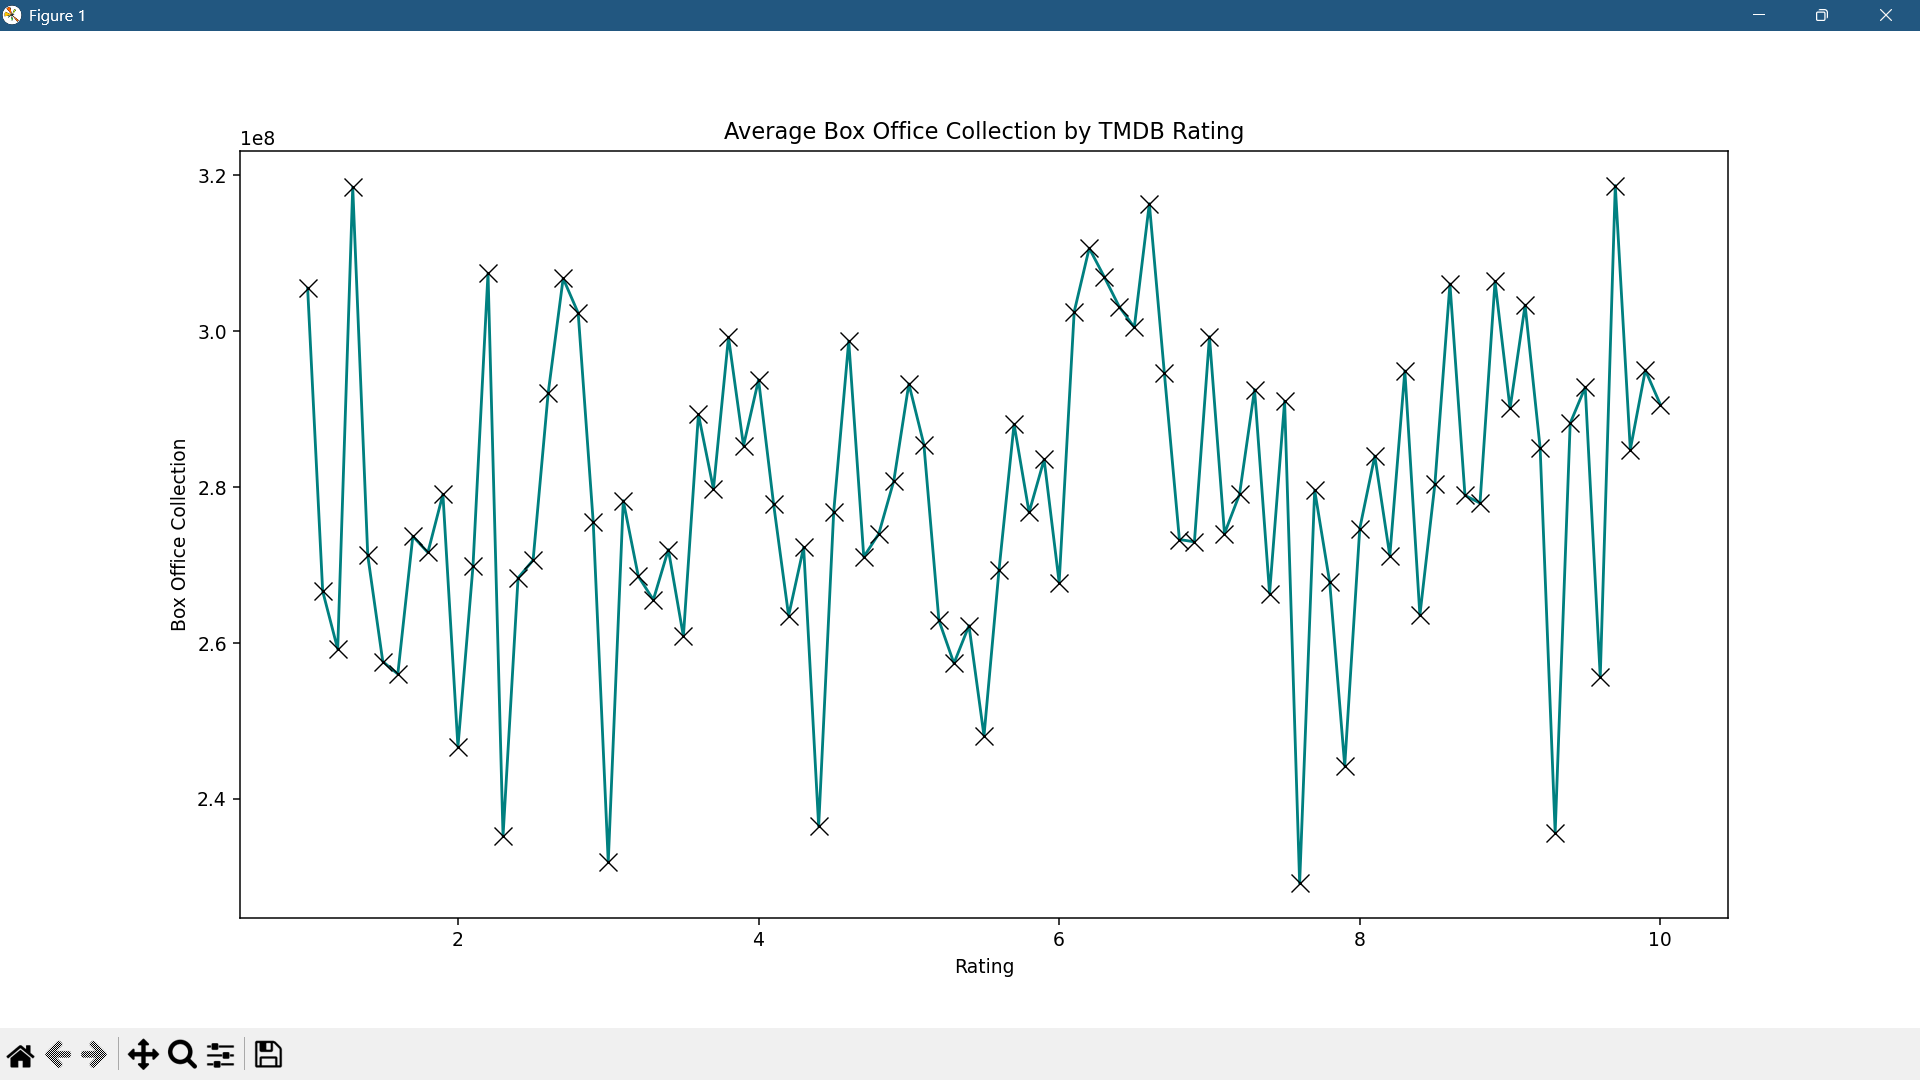 Figure 1
Average Box Office Collection by TMDB Rating
1e8
3.2
3.0
2.8
2.6
2.4
Box Office Collection
2
4
6
8
10
Rating